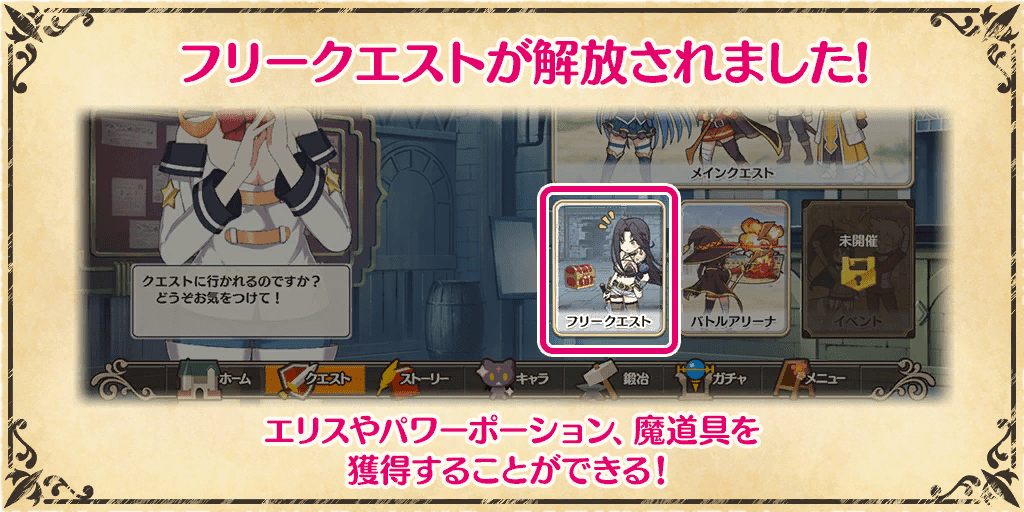 フリークエストが解放されました!
メインクエスト
クエストに行かれるのですか?
どうぞお気をつけて!
フリークエスト
バトルアリーナ
未開催
イベント
ホーム
クエスト
ストーリー
キャラ
鍛冶
ガチャ
メニュー
エリスやパワーポーション、魔道具を
獲得することができる!